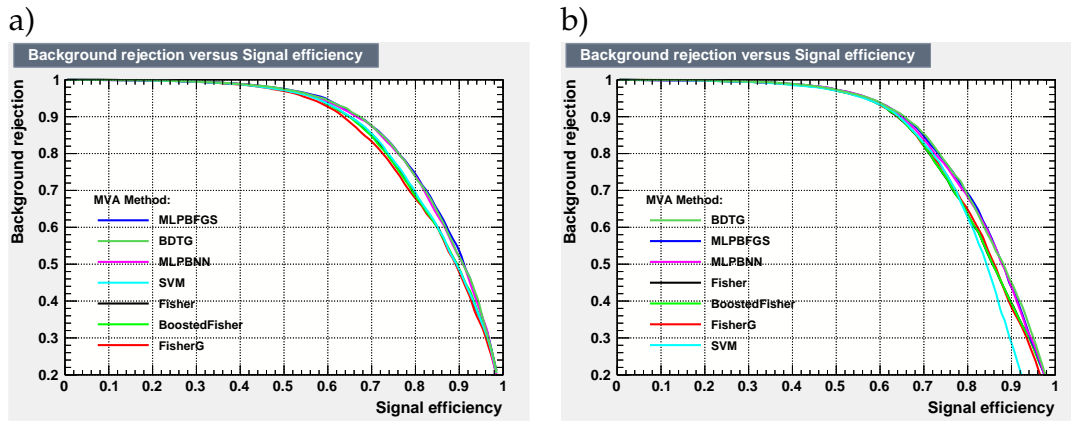 a)
Background rejection versus Signal efficiency
Background rejection
1
0.9
0.8
0.7
0.6
0.5
0.4
0.3
0.2
MVA Method:
MLPBFGS
BDTG
MLPBNN
SVM
Fisher
BoostedFisher
FisherG
0 0.1 0.2 0.3 0.4 0.5 0.6 0.7 0.8 0.9 1
Signal efficiency
b)
Background rejection versus Signal efficiency
Background rejection
1
0.9
0.8
0.7
0.6
0.5
0.4
0.3
0.2
MVA Method:
BDTG
MLPBFGS
MLPBNN
Fisher
BoostedFisher
FisherG
SVM
0 0.1 0.2 0.3 0.4 0.5 0.6 0.7 0.8 0.9 1
Signal efficiency